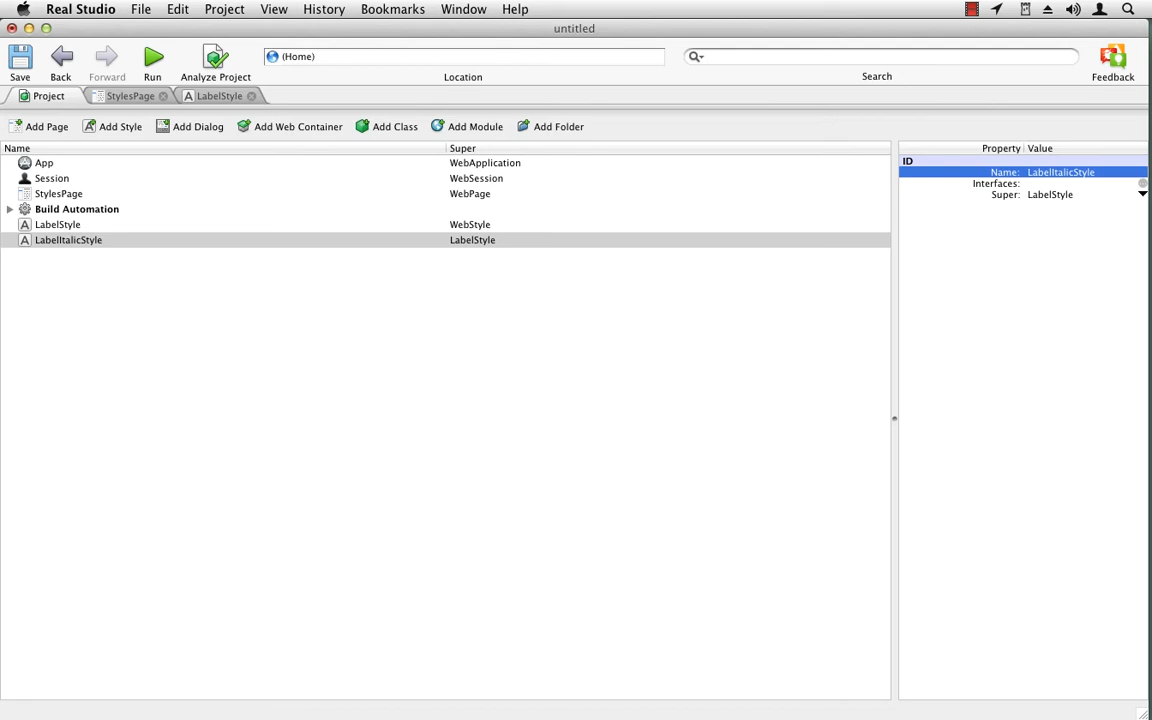 Real Studio File Edit View Project View History Bookmarks Window Help
untitled
Save Back Forward Run Analyze Project (Home) Location Search Feedback
Project StylesPage LabelStyle
Add Page Add Style Add Dialog Add Web Container Add Class Add Module Add Folder
Name Super Property Value
App WebApplication ID
Session WebSession Name: LabelItalicStyle
StylesPage WebPage Interfaces:
Build Automation Super: LabelStyle
LabelStyle WebStyle
LabelItalicStyle LabelStyle